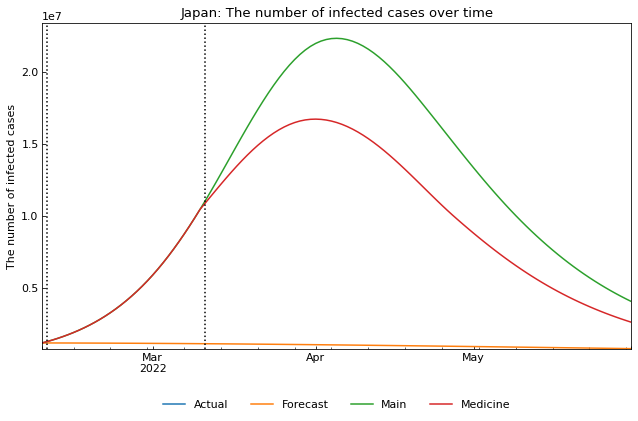 Japan: The number of infected cases over time
1e7
The number of infected cases
2.0
1.5
1.0
0.5
Mar Apr May
2022
Actual Forecast Main Medicine